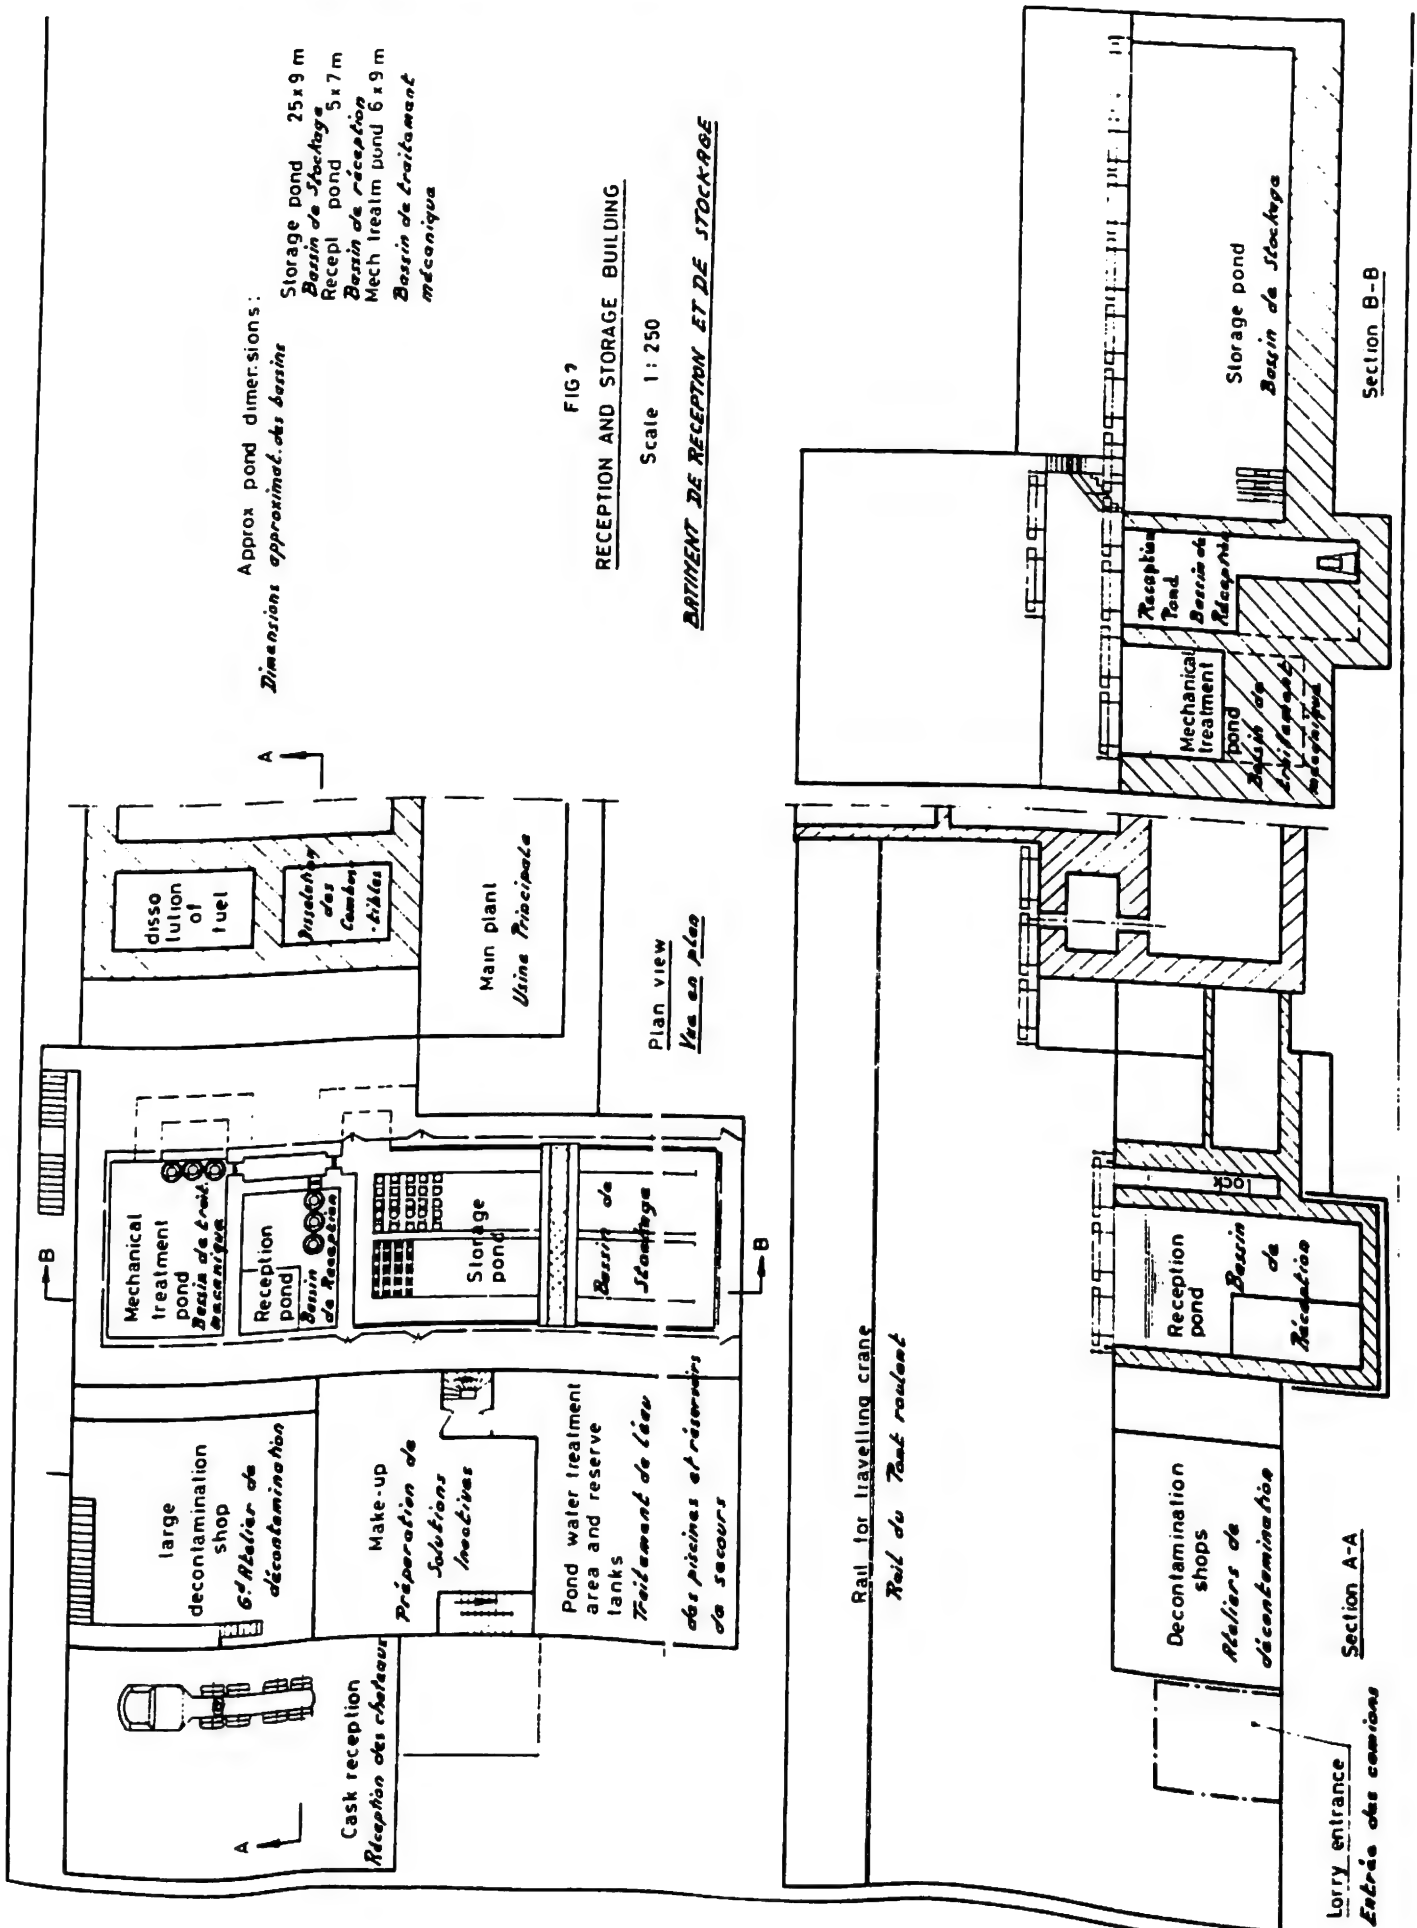 Approx pond dimensions:
Dimensions approximat. des bassins
Storage pond 25 x 9 m
Bassin de Stockage
Recept pond 5 x 7 m
Bassin de réception
Mech treatm pond 6 x 9 m
Bassin de traitement
mécanique
FIG 7
RECEPTION AND STORAGE BUILDING
Scale 1 : 250
BATIMENT DE RECEPTION ET DE STOCKAGE
A
disso
lution
of
fuel
Dissolution
des
Combus
-tibles
Main plant
Usine Principale
Plan view
Vue en plan
B
Mechanical
treatment
pond
Bassin de trait.
mecanique
Reception
pond
Bassin
de Reception
Storage
pond
Bassin de
Stockage
B
large
decontamination
shop
Gd Atelier de
décontamination
Make-up
Préparation de
Solutions
Inactives
Pond water treatment
area and reserve
tanks
Traitement de l'eau
des piscines et réservoirs
de secours
Cask reception
Réception des chateaux
A
Storage pond
Bassin de Stockage
Reception
Pond
Bassin de
Réception
Mechanical
treatment
pond
Bassin de
traitement
mécanique
Section B-B
Rail for travelling crane
Rail du Pont roulant
lock
Reception
pond
Bassin
de
Réception
Decontamination
shops
Ateliers de
décontamination
Section A-A
Lorry entrance
Entrée des camions